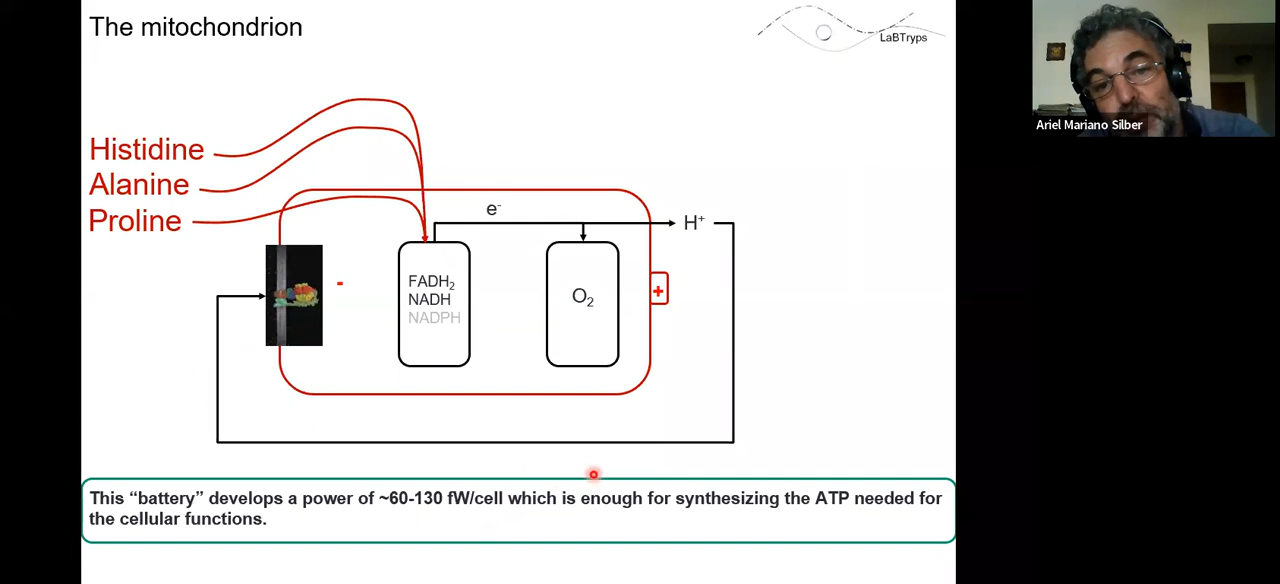 The mitochondrion
LaBTryps
Ariel Mariano Silber
Histidine
Alanine
Proline
e-
H+
-
FADH2
NADH
NADPH
O2
+
This “battery” develops a power of ~60-130 fW/cell which is enough for synthesizing the ATP needed for
the cellular functions.